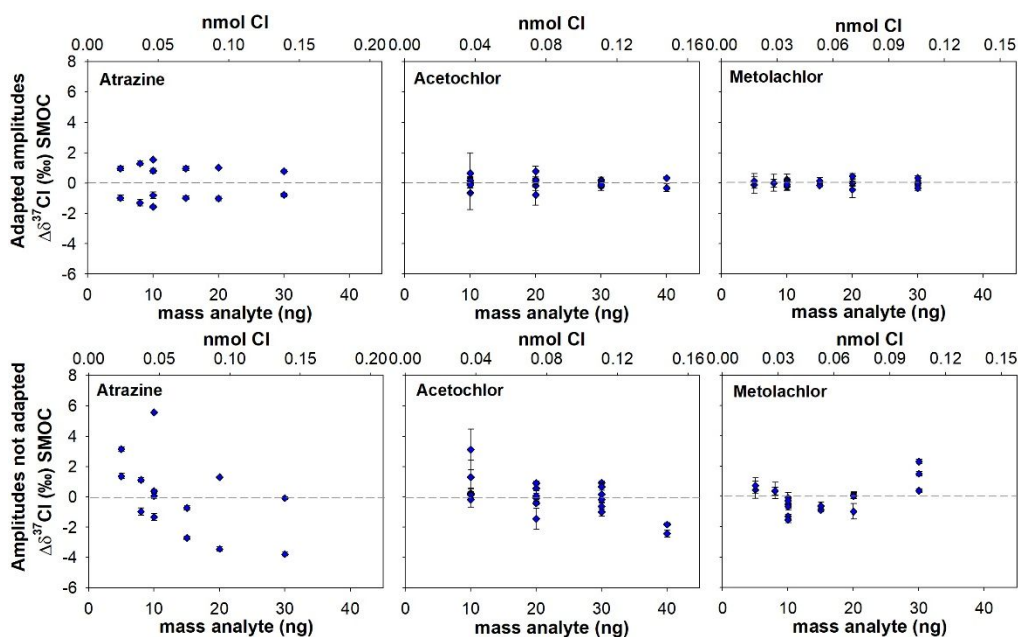 nmol Cl nmol Cl nmol Cl
0.00 0.05 0.10 0.15 0.20 0.00 0.04 0.08 0.12 0.16 0.00 0.03 0.06 0.09 0.12 0.15
Adapted amplitudes
Δδ³⁷Cl (‰) SMOC
8
6
4
2
0
-2
-4
-6
Atrazine Acetochlor Metolachlor
0 10 20 30 40 0 10 20 30 40 0 10 20 30 40
mass analyte (ng) mass analyte (ng) mass analyte (ng)
nmol Cl nmol Cl nmol Cl
0.00 0.05 0.10 0.15 0.20 0.00 0.04 0.08 0.12 0.16 0.00 0.03 0.06 0.09 0.12 0.15
Amplitudes not adapted
Δδ³⁷Cl (‰) SMOC
8
6
4
2
0
-2
-4
-6
Atrazine Acetochlor Metolachlor
0 10 20 30 40 0 10 20 30 40 0 10 20 30 40
mass analyte (ng) mass analyte (ng) mass analyte (ng)